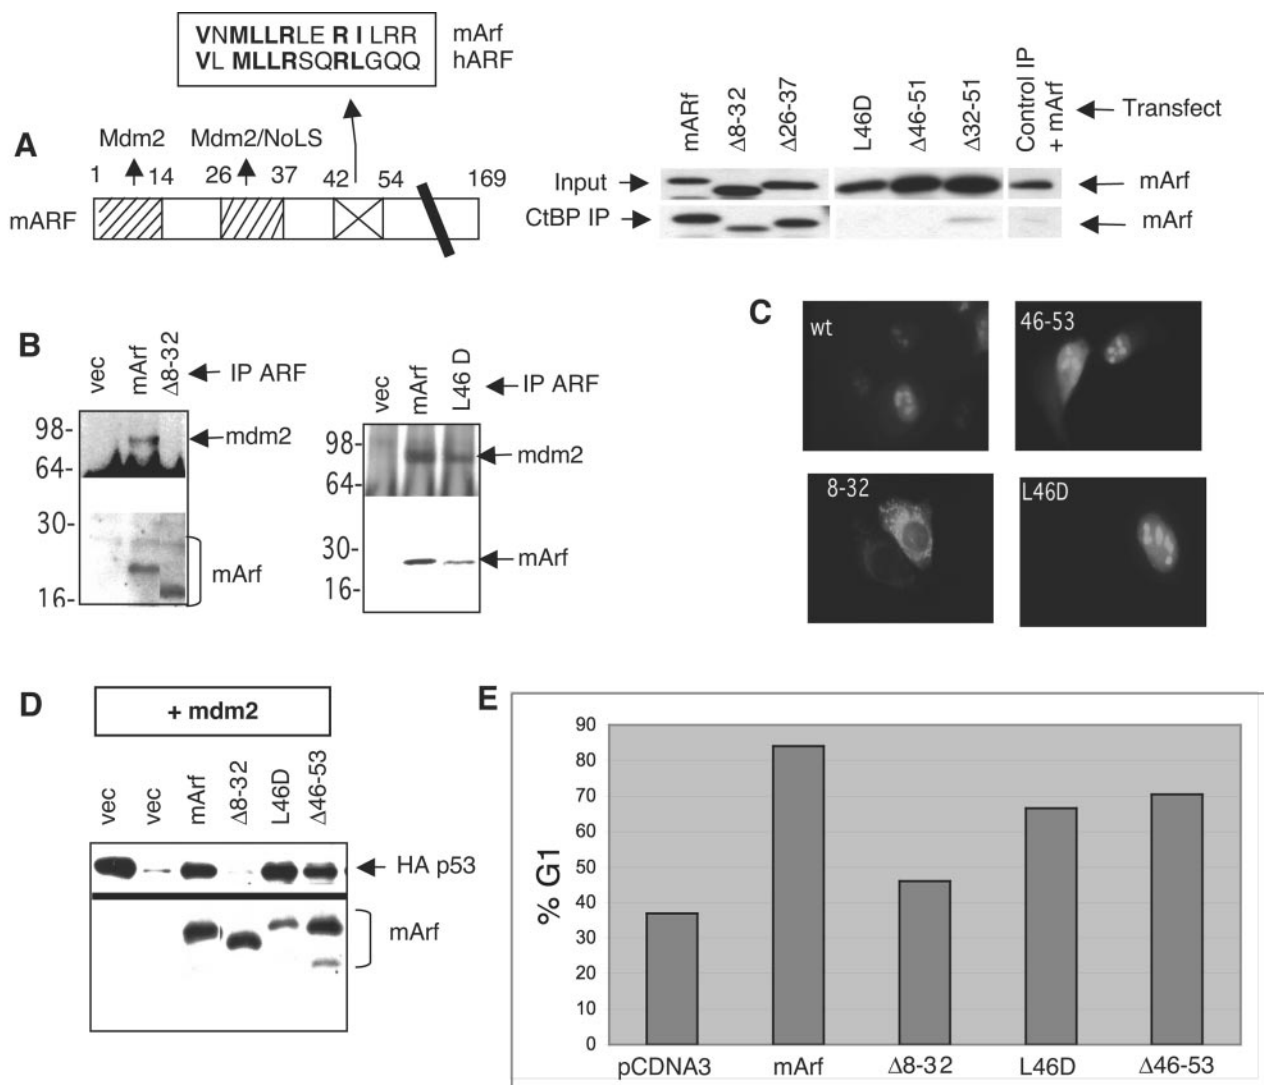 VNMLLRLE R I LRR mArf
VL MLLRSQRLGQQ hARF
A
Mdm2 Mdm2/NoLS
1 14 26 37 42 54 169
mARF
mARf Δ8-32 Δ26-37 L46D Δ46-51 Δ32-51 Control IP + mArf Transfect
Input mArf
CtBP IP mArf
B
vec mArf Δ8-32 IP ARF
98- mdm2
64-
30-
mArf
16-
vec mArf L46 D IP ARF
98- mdm2
64-
30- mArf
16-
C
wt 46-53
8-32 L46D
D
+ mdm2
vec vec mArf Δ8-32 L46D Δ46-53
HA p53
mArf
E
% G1
90
80
70
60
50
40
30
20
10
0
pCDNA3 mArf Δ8-32 L46D Δ46-53